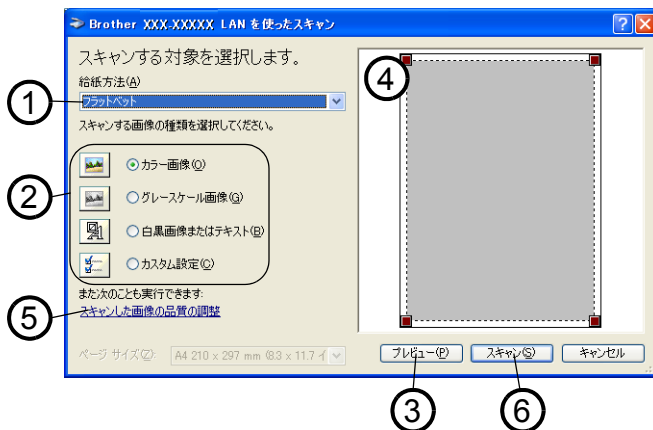 Brother XXX-XXXXX LAN を使ったスキャン
スキャンする対象を選択します。
給紙方法(A)
フラットベット
スキャンする画像の種類を選択してください。
カラー画像(O)
グレースケール画像(G)
白黒画像またはテキスト(B)
カスタム設定(C)
また次のことも実行できます:
スキャンした画像の品質の調整
ページ サイズ(Z):
A4 210 x 297 mm (8.3 x 11.7 イ
プレビュー(P)
スキャン(S)
キャンセル
①
②
③
④
⑤
⑥